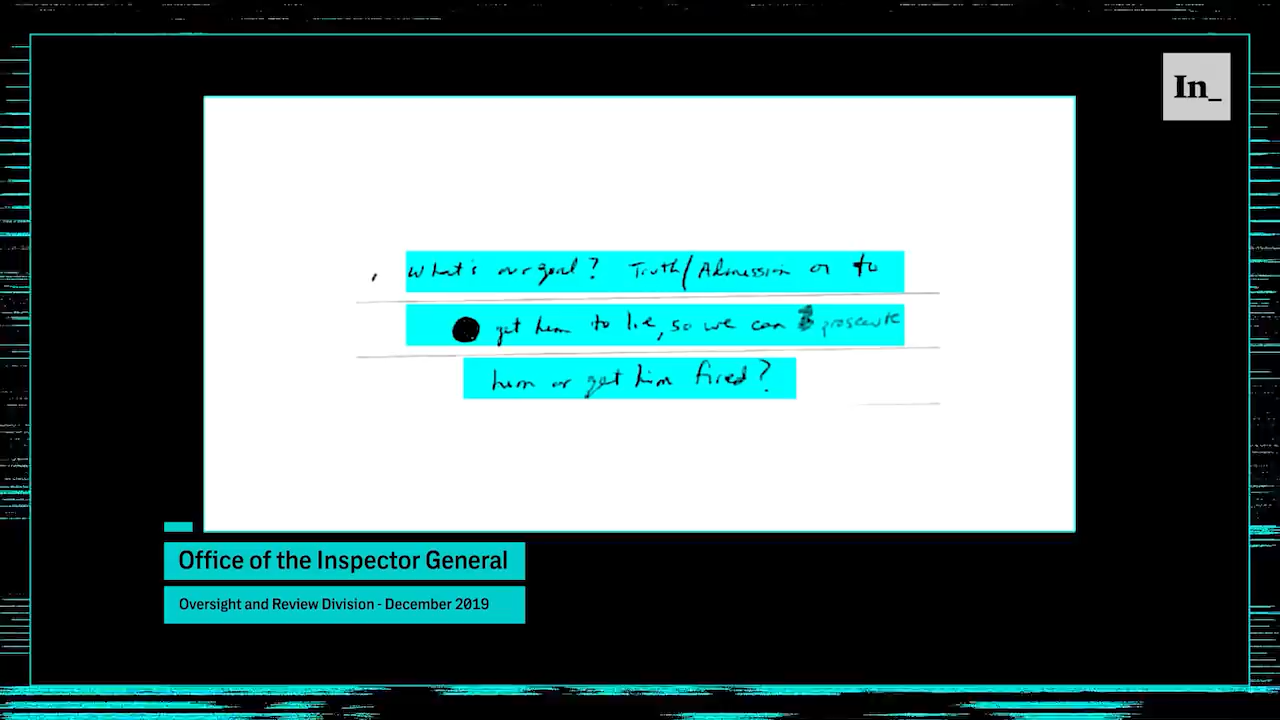 In_
What's our goal? Truth/Admission or to
get him to lie, so we can prosecute
him or get him fired?
Office of the Inspector General
Oversight and Review Division - December 2019